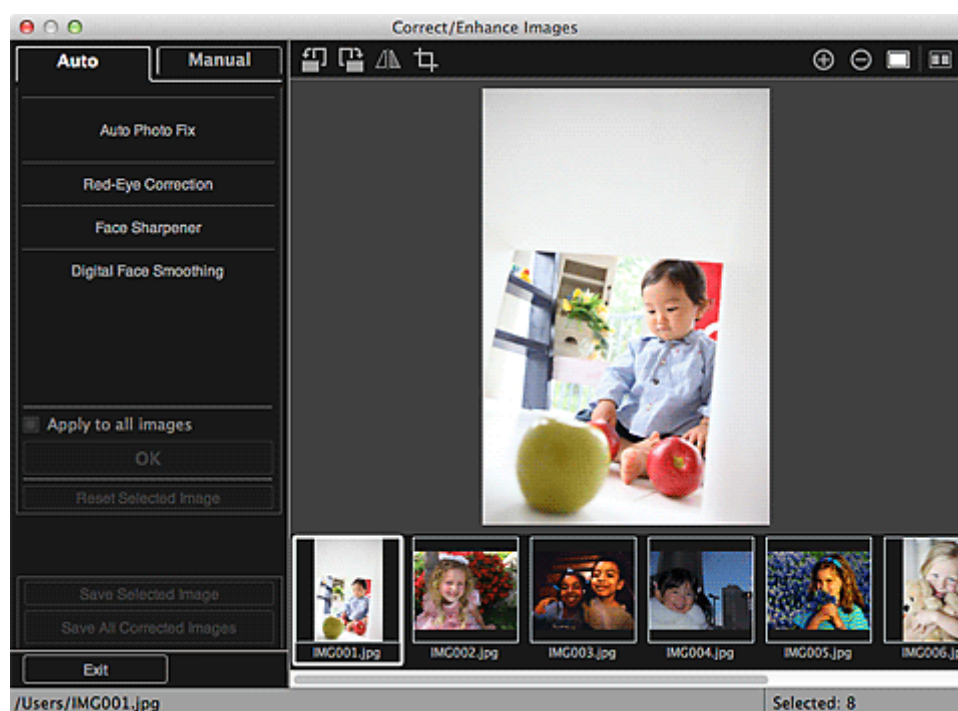 Correct/Enhance Images
Auto
Manual
Auto Photo Fix
Red-Eye Correction
Face Sharpener
Digital Face Smoothing
Apply to all images
OK
Reset Selected Image
Save Selected Image
Save All Corrected Images
Exit
IMG001.jpg
IMG002.jpg
IMG003.jpg
IMG004.jpg
IMG005.jpg
IMG006.jp
/Users/IMG001.jpg
Selected: 8